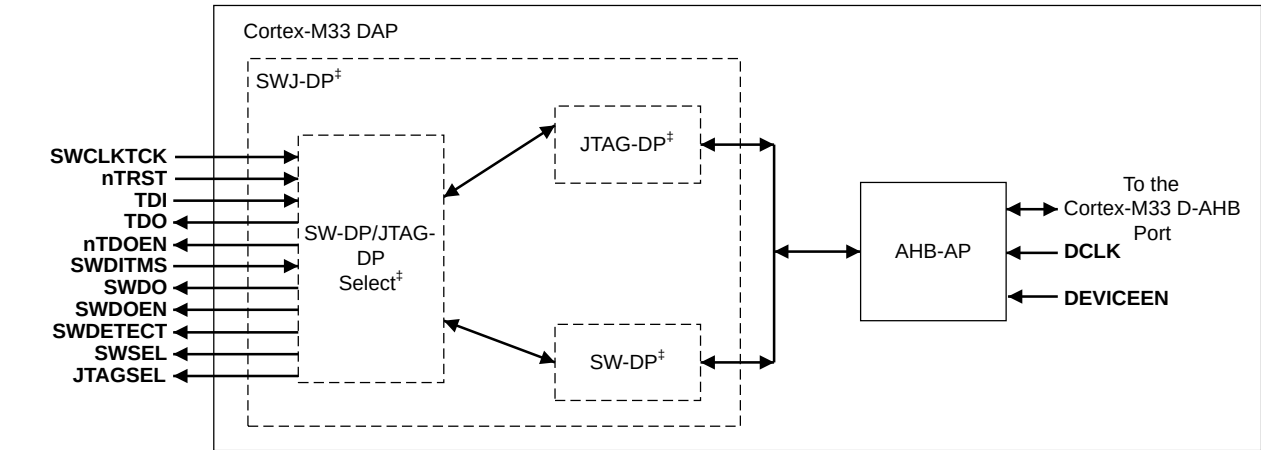 Cortex-M33 DAP
SWJ-DP‡
SWCLKTCK
nTRST
TDI
TDO
nTDOEN
SWDITMS
SWDO
SWDOEN
SWDETECT
SWSEL
JTAGSEL
SW-DP/JTAG-
DP
Select‡
JTAG-DP‡
SW-DP‡
AHB-AP
To the
Cortex-M33 D-AHB
Port
DCLK
DEVICEEN